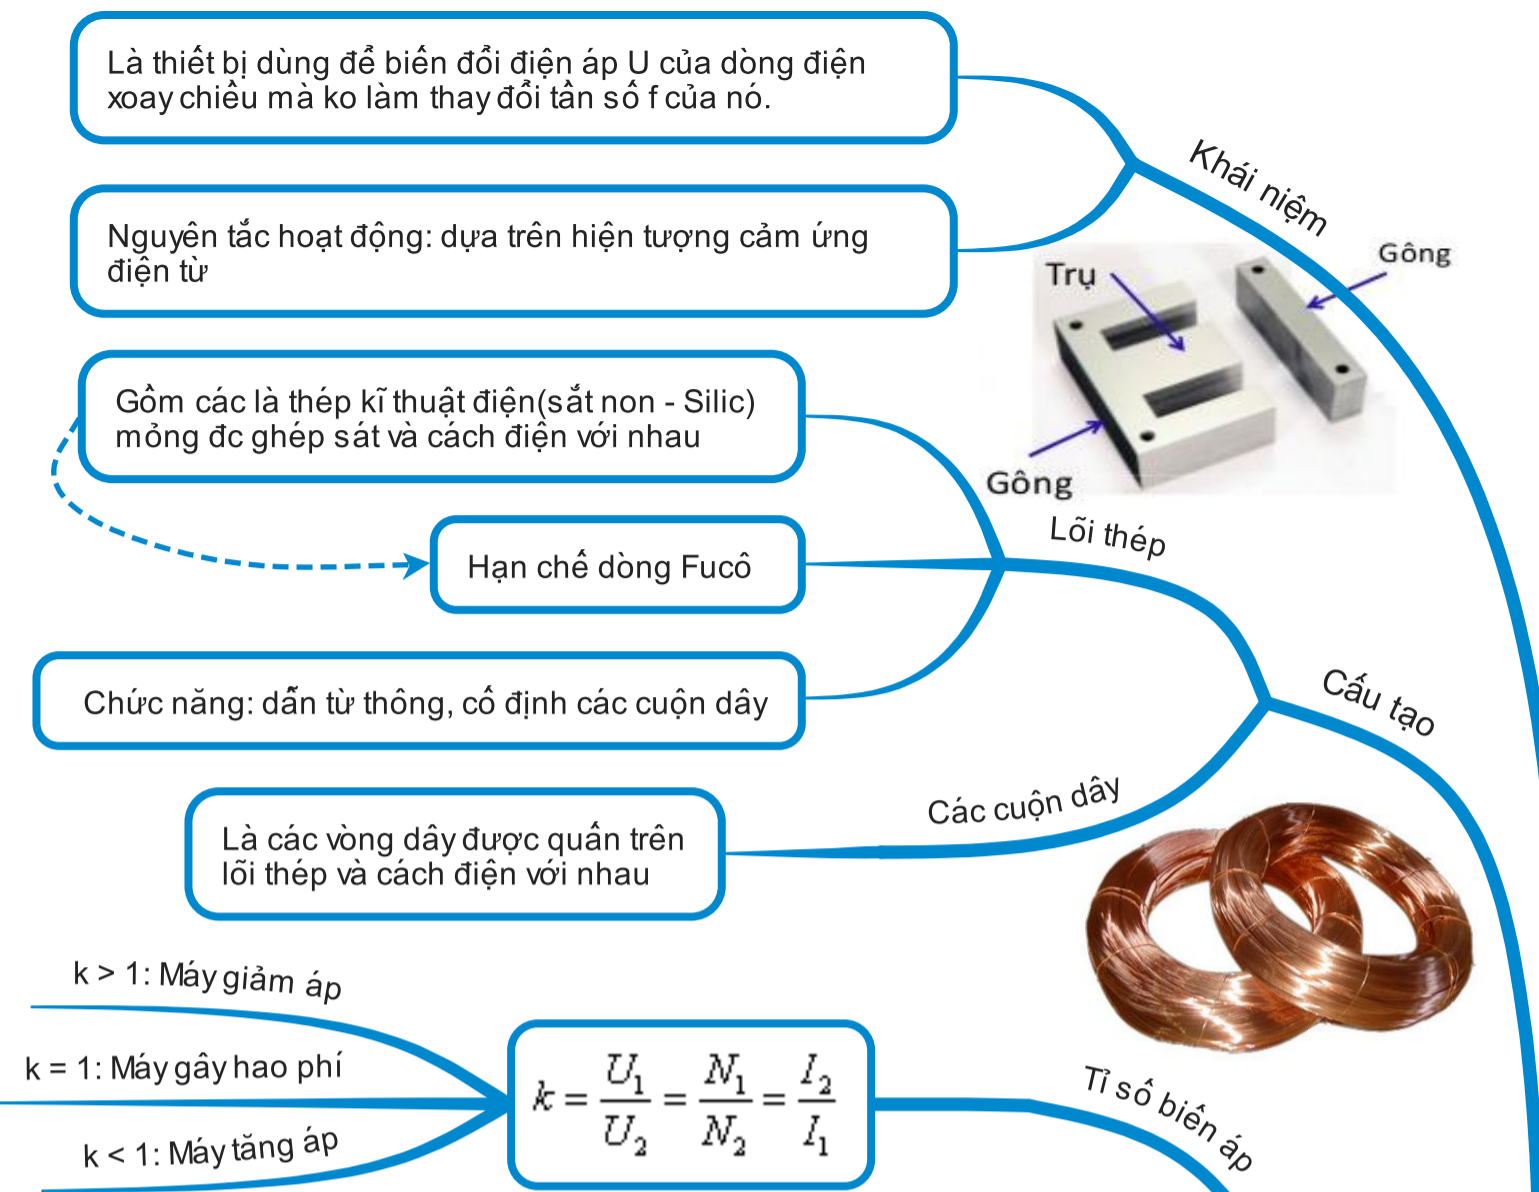 Là thiết bị dùng để biến đổi điện áp U của dòng điện
xoay chiều mà ko làm thay đổi tần số f của nó.
Khái niệm
Nguyên tắc hoạt động: dựa trên hiện tượng cảm ứng
điện từ
Trụ
Gông
Gông
Gồm các là thép kĩ thuật điện(sắt non - Silic)
mỏng đc ghép sát và cách điện với nhau
Lõi thép
Hạn chế dòng Fucô
Chức năng: dẫn từ thông, cố định các cuộn dây
Cấu tạo
Các cuộn dây
Là các vòng dây được quấn trên
lõi thép và cách điện với nhau
k > 1: Máy giảm áp
k = 1: Máy gây hao phí
k < 1: Máy tăng áp
k = U₁/U₂ = N₁/N₂ = I₂/I₁
Tỉ số biến áp